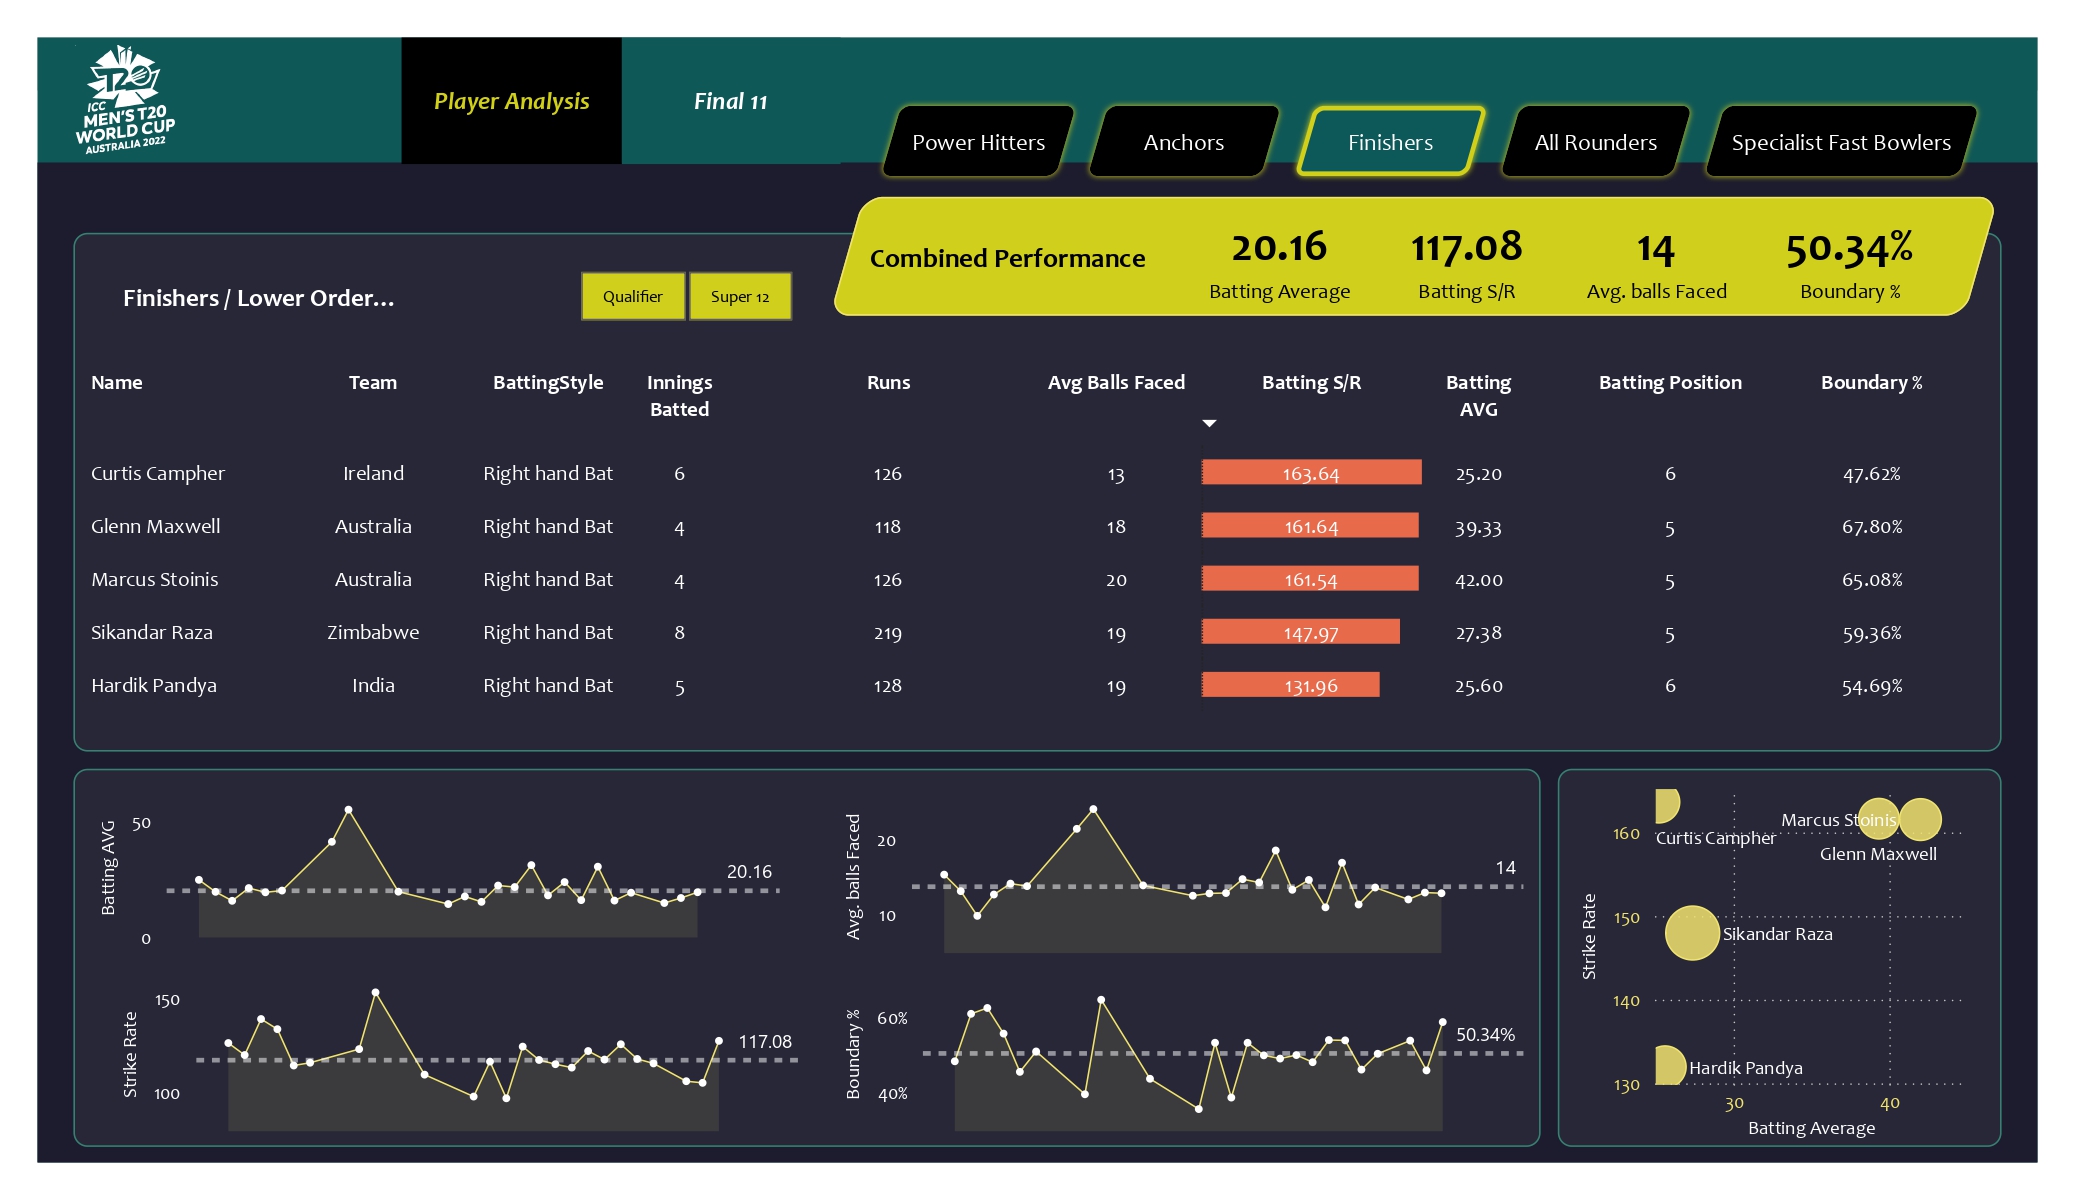 ICC
MEN'S T20
WORLD CUP
AUSTRALIA 2022
Player Analysis
Final 11
Power Hitters
Anchors
Finishers
All Rounders
Specialist Fast Bowlers
Combined Performance
20.16
Batting Average
117.08
Batting S/R
14
Avg. balls Faced
50.34%
Boundary %
Finishers / Lower Order...
Qualifier
Super 12
Name Team BattingStyle Innings Batted Runs Avg Balls Faced Batting S/R Batting AVG Batting Position Boundary %
Curtis Campher Ireland Right hand Bat 6 126 13 163.64 25.20 6 47.62%
Glenn Maxwell Australia Right hand Bat 4 118 18 161.64 39.33 5 67.80%
Marcus Stoinis Australia Right hand Bat 4 126 20 161.54 42.00 5 65.08%
Sikandar Raza Zimbabwe Right hand Bat 8 219 19 147.97 27.38 5 59.36%
Hardik Pandya India Right hand Bat 5 128 19 131.96 25.60 6 54.69%
Batting AVG
50
0
20.16
Avg. balls Faced
20
10
14
Strike Rate
150
100
117.08
Boundary %
60%
40%
50.34%
Strike Rate
160
150
140
130
Curtis Campher
Marcus Stoinis
Glenn Maxwell
Sikandar Raza
Hardik Pandya
30
40
Batting Average